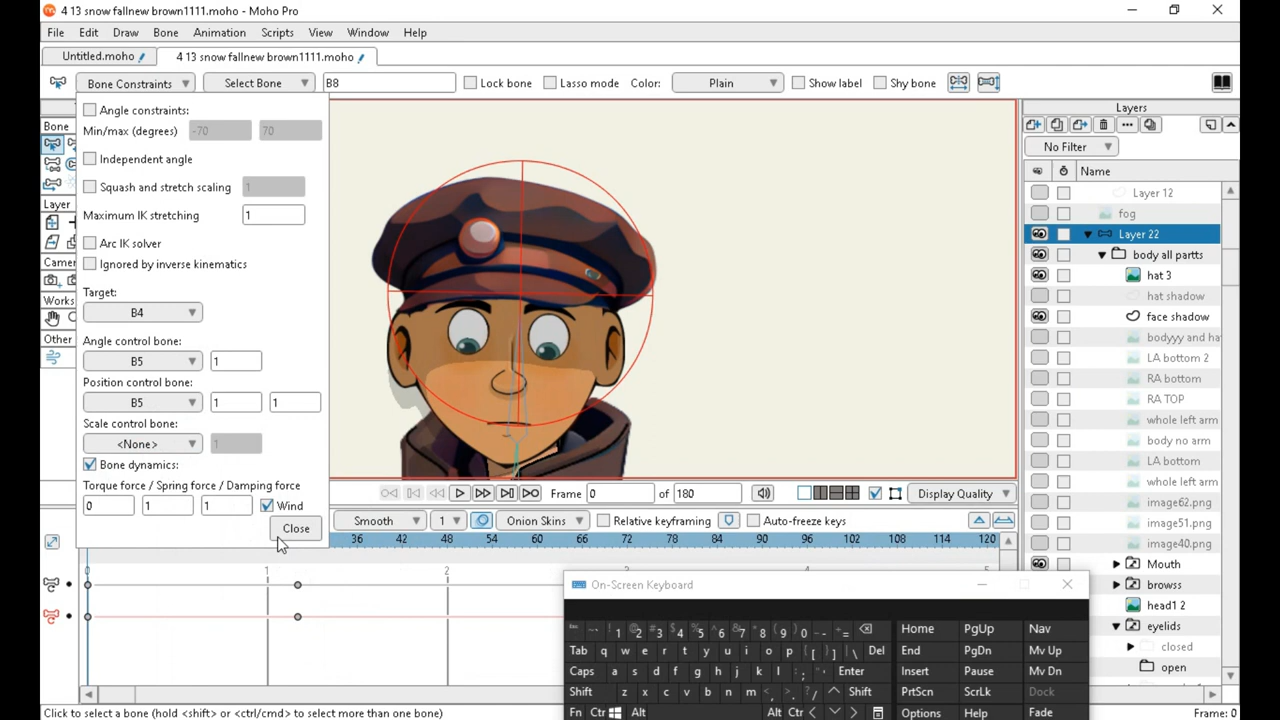 4 13 snow fallnew brown1111.moho - Moho Pro
File Edit Draw Bone Animation Scripts View Window Help
Untitled.moho 4 13 snow fallnew brown1111.moho
Bone Constraints Select Bone B8 Lock bone Lasso mode Color: Plain Show label Shy bone
Angle constraints:
Min/max (degrees) -70 70
Independent angle
Squash and stretch scaling 1
Maximum IK stretching 1
Arc IK solver
Ignored by inverse kinematics
Target:
B4
Angle control bone:
B5 1
Position control bone:
B5 1 1
Scale control bone:
<None> 1
Bone dynamics:
Torque force / Spring force / Damping force
0 1 1 Wind
Close
Bone
Layer
Camer
Works
Other
Layers
No Filter
Name
Layer 12
fog
Layer 22
body all partts
hat 3
hat shadow
face shadow
bodyyy and ha
LA bottom 2
RA bottom
RA TOP
whole left arm
body no arm
LA bottom
whole left arm
image62.png
image51.png
image40.png
Mouth
browss
head1 2
eyelids
closed
open
Frame 0 of 180 Display Quality
Smooth 1 Onion Skins Relative keyframing Auto-freeze keys
36 42 48 54 60 66 72 78 84 90 96 102 108 114 120
0 1 2
On-Screen Keyboard
Home PgUp Nav
Tab q w e r t y u i o p [ ] \ Del End PgDn Mv Up
Caps a s d f g h j k l ; , Enter Insert Pause Mv Dn
Shift z x c v b n m Shift PrtScn ScrLk Dock
Fn Ctr Alt Alt Ctr Options Help Fade
Click to select a bone (hold <shift> or <ctrl/cmd> to select more than one bone) Frame: 0